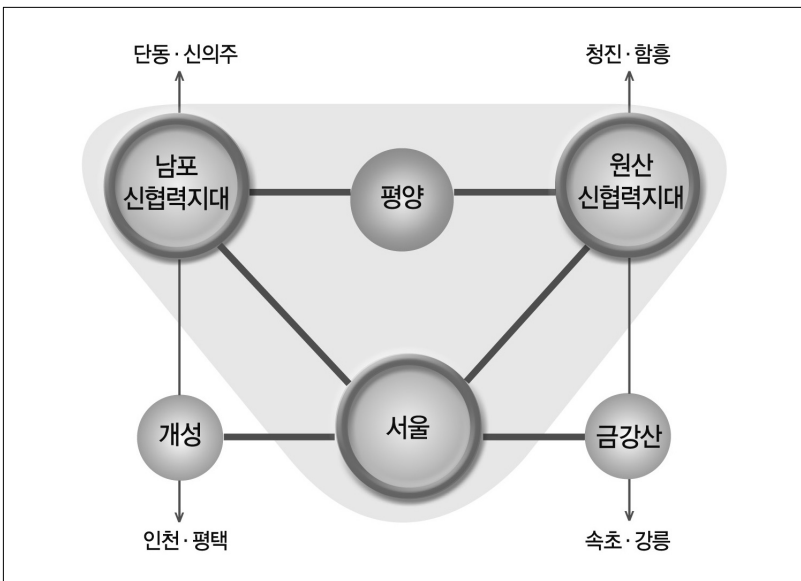 단동·신의주
청진·함흥
남포
신협력지대
평양
원산
신협력지대
개성
서울
금강산
인천·평택
속초·강릉